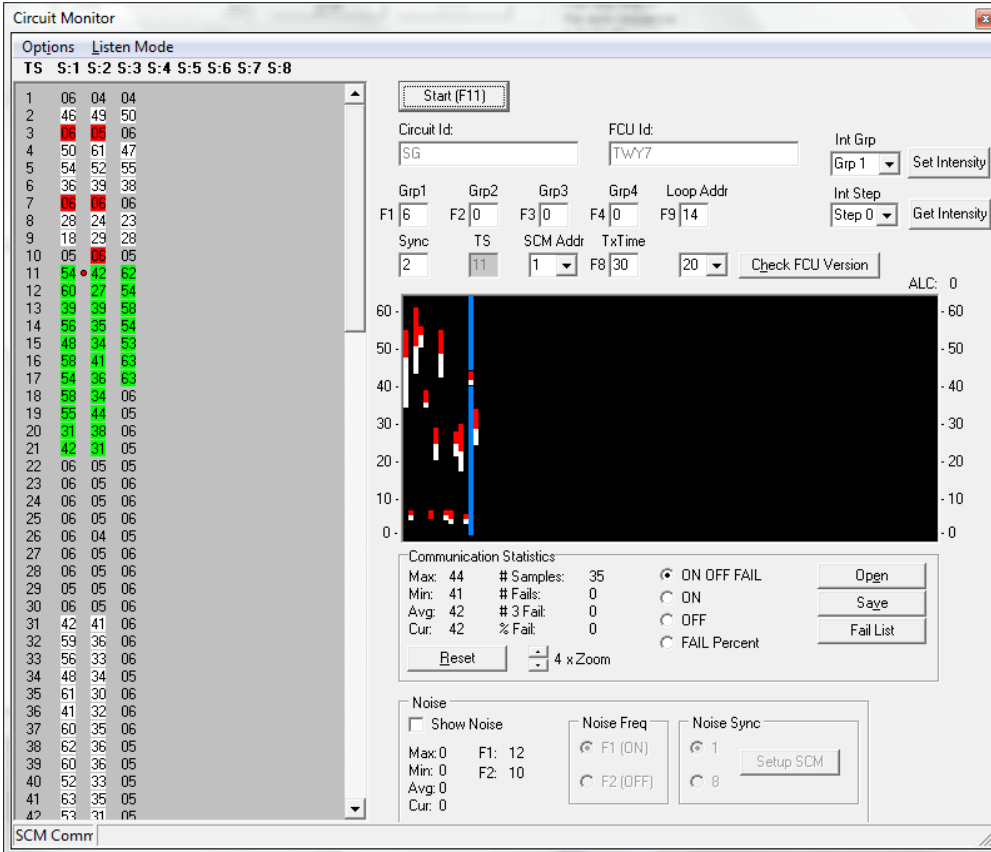 Circuit Monitor
Options Listen Mode
TS S:1 S:2 S:3 S:4 S:5 S:6 S:7 S:8
1 06 04 04
2 46 49 50
3 06 05 06
4 50 61 47
5 54 52 55
6 36 39 38
7 06 06 06
8 28 24 23
9 18 29 28
10 05 06 05
11 54 42 62
12 60 27 54
13 39 39 58
14 56 35 54
15 48 34 53
16 58 41 63
17 54 36 63
18 58 34 06
19 55 44 05
20 31 38 06
21 42 31 05
22 06 05 05
23 06 05 06
24 06 05 06
25 06 05 06
26 06 04 05
27 06 05 06
28 06 05 06
29 05 05 06
30 06 05 06
31 42 41 06
32 59 36 06
33 56 33 06
34 48 34 05
35 61 30 06
36 41 32 06
37 60 35 06
38 62 36 05
39 60 36 05
40 52 33 05
41 63 35 05
42 53 31 05
SCM Comm
Start (F11)
Circuit Id: FCU Id:
SG TWY7
Int Grp
Grp 1 Set Intensity
Int Step
Step 0 Get Intensity
Grp1 Grp2 Grp3 Grp4 Loop Addr
F1 6 F2 0 F3 0 F4 0 F9 14
Sync TS SCM Addr TxTime
2 11 1 F8 30 20 Check FCU Version
ALC: 0
60 - - 60
50 - - 50
40 - - 40
30 - - 30
20 - - 20
10 - - 10
0 - - 0
Communication Statistics
Max: 44 # Samples: 35
Min: 41 # Fails: 0
Avg: 42 # 3 Fail: 0
Cur: 42 % Fail: 0
Reset 4 x Zoom
ON OFF FAIL
ON
OFF
FAIL Percent
Open
Save
Fail List
Noise
Show Noise
Max: 0 F1: 12
Min: 0 F2: 10
Avg: 0
Cur: 0
Noise Freq
F1 (ON)
F2 (OFF)
Noise Sync
1
8
Setup SCM